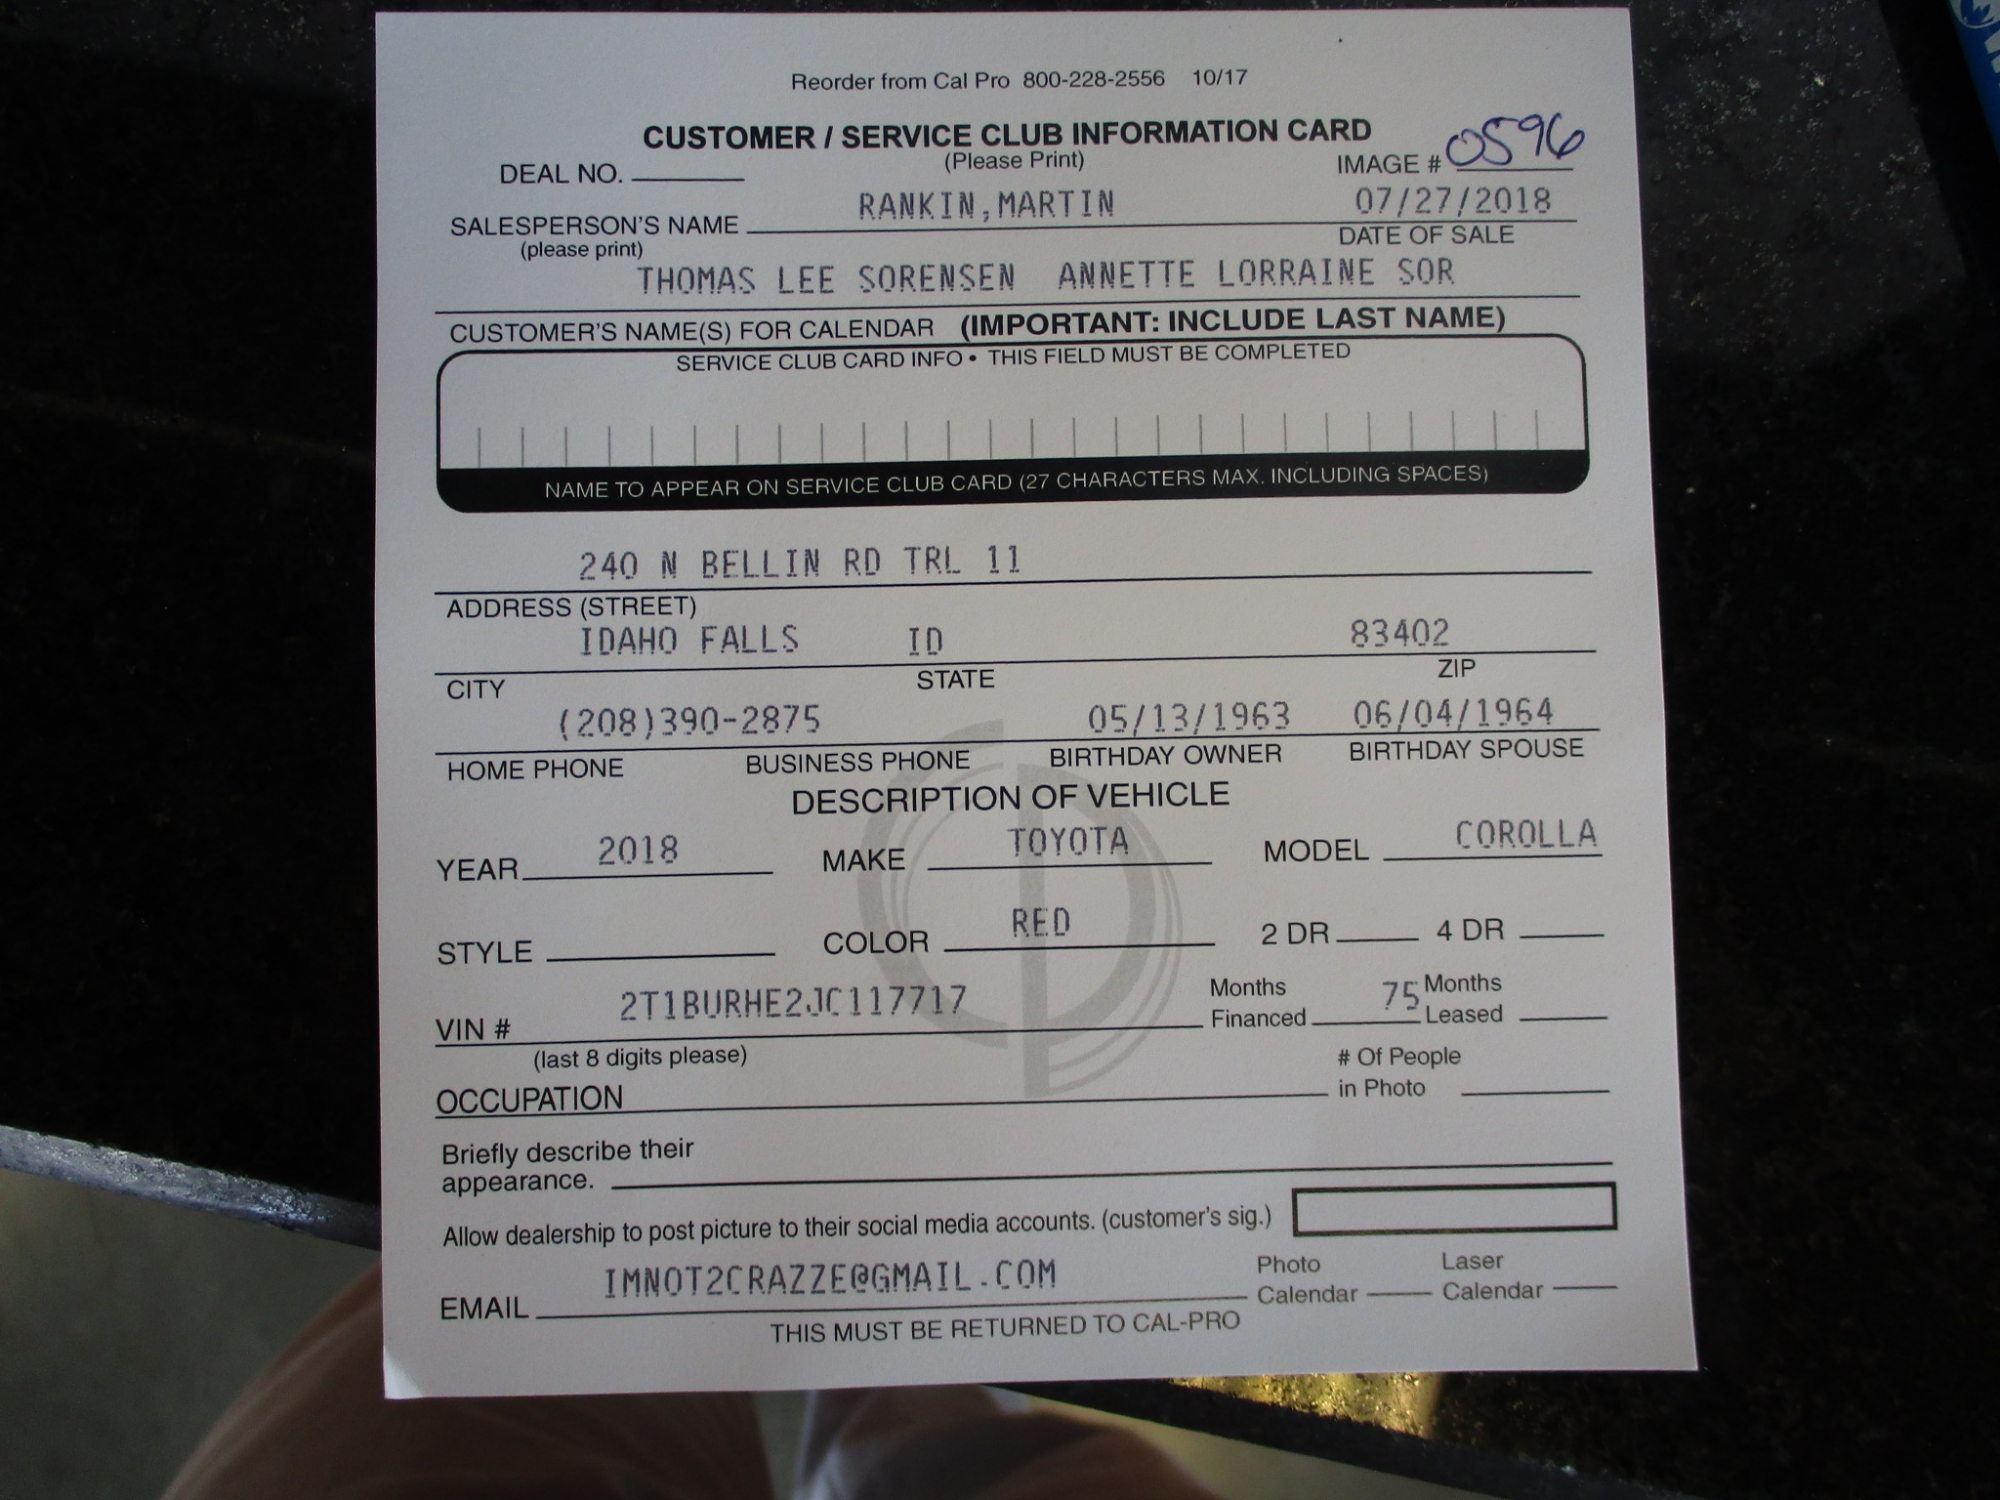 Reorder from Cal Pro 800-228-2556 10/17
CUSTOMER / SERVICE CLUB INFORMATION CARD
(Please Print)
DEAL NO. IMAGE # 0596
SALESPERSON'S NAME RANKIN,MARTIN 07/27/2018
(please print) DATE OF SALE
THOMAS LEE SORENSEN ANNETTE LORRAINE SOR
CUSTOMER'S NAME(S) FOR CALENDAR (IMPORTANT: INCLUDE LAST NAME)
SERVICE CLUB CARD INFO • THIS FIELD MUST BE COMPLETED
NAME TO APPEAR ON SERVICE CLUB CARD (27 CHARACTERS MAX. INCLUDING SPACES)
240 N BELLIN RD TRL 11
ADDRESS (STREET)
IDAHO FALLS ID 83402
CITY STATE ZIP
(208)390-2875 05/13/1963 06/04/1964
HOME PHONE BUSINESS PHONE BIRTHDAY OWNER BIRTHDAY SPOUSE
DESCRIPTION OF VEHICLE
YEAR 2018 MAKE TOYOTA MODEL COROLLA
STYLE COLOR RED 2 DR 4 DR
VIN # 2T1BURHE2JC117717 Months Financed 75 Months Leased
(last 8 digits please)
OCCUPATION # Of People in Photo
Briefly describe their
appearance.
Allow dealership to post picture to their social media accounts. (customer's sig.)
EMAIL IMNOT2CRAZZE@GMAIL.COM Photo Calendar Laser Calendar
THIS MUST BE RETURNED TO CAL-PRO